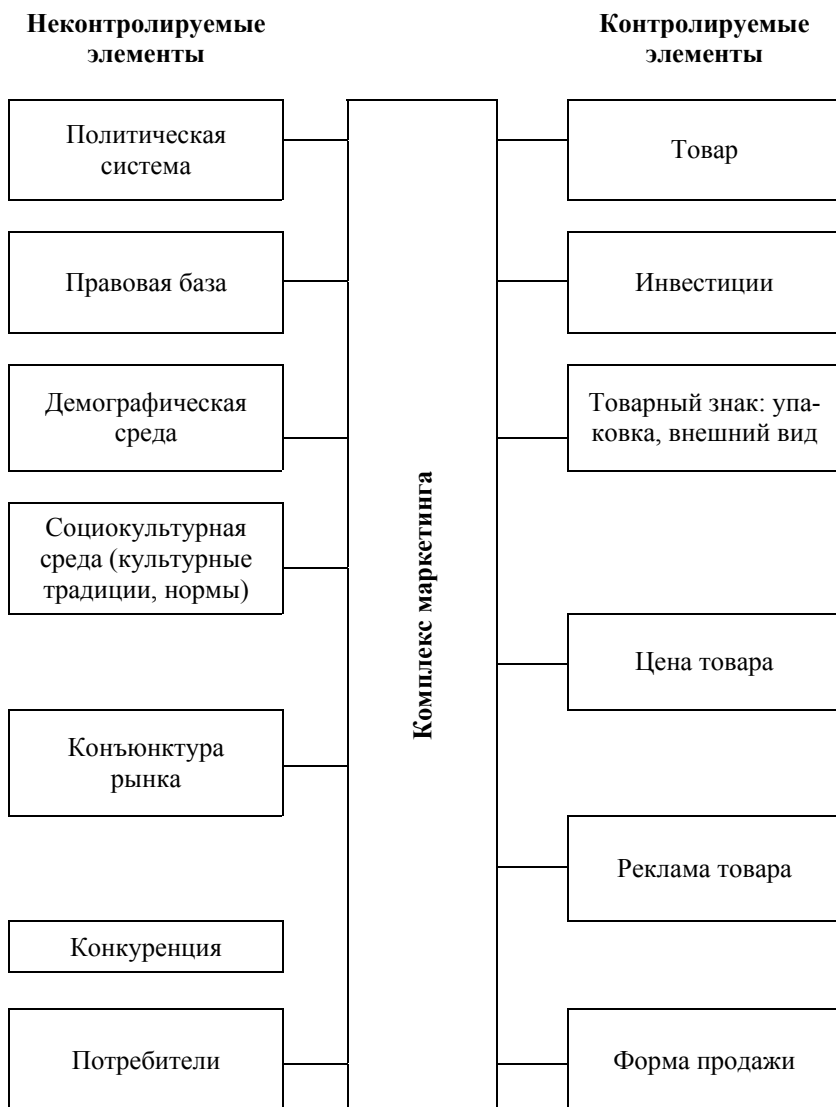 Неконтролируемые
элементы
Контролируемые
элементы
Политическая
система
Товар
Правовая база
Инвестиции
Демографическая
среда
Товарный знак: упа-
ковка, внешний вид
Социокультурная
среда (культурные
традиции, нормы)
Комплекс маркетинга
Цена товара
Конъюнктура
рынка
Реклама товара
Конкуренция
Потребители
Форма продажи